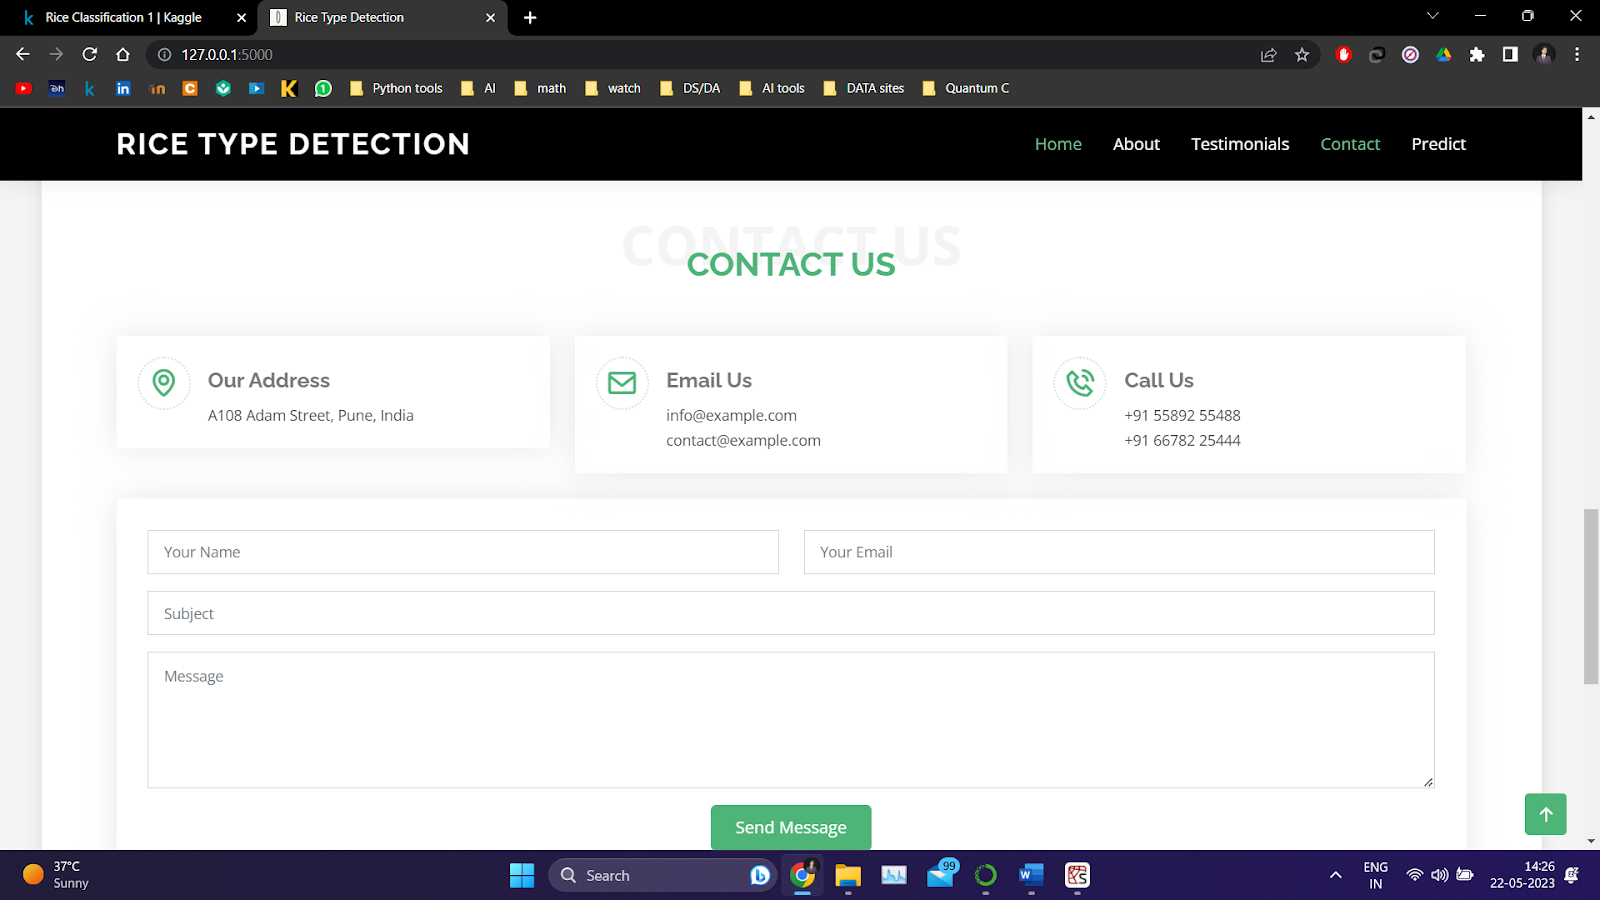 Rice Classification 1 | Kaggle
Rice Type Detection
127.0.0.1:5000
Python tools
AI
math
watch
DS/DA
AI tools
DATA sites
Quantum C
RICE TYPE DETECTION
Home
About
Testimonials
Contact
Predict
CONTACT US
CONTACT US
Our Address
A108 Adam Street, Pune, India
Email Us
info@example.com
contact@example.com
Call Us
+91 55892 55488
+91 66782 25444
Your Name
Your Email
Subject
Message
Send Message
37°C
Sunny
Search
99
ENG
IN
14:26
22-05-2023